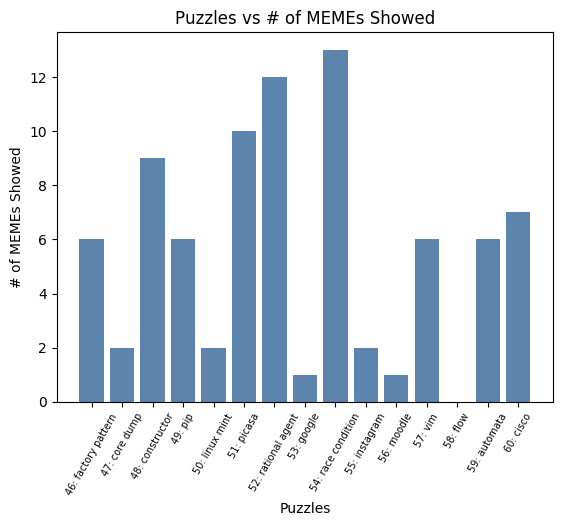 Puzzles vs # of MEMEs Showed
# of MEMEs Showed
12
10
8
6
4
2
0
46: factory pattern
47: core dump
48: constructor
49: pip
50: linux mint
51: picasa
52: rational agent
53: google
54: race condition
55: instagram
56: moodle
57: vim
58: flow
59: automata
60: cisco
Puzzles